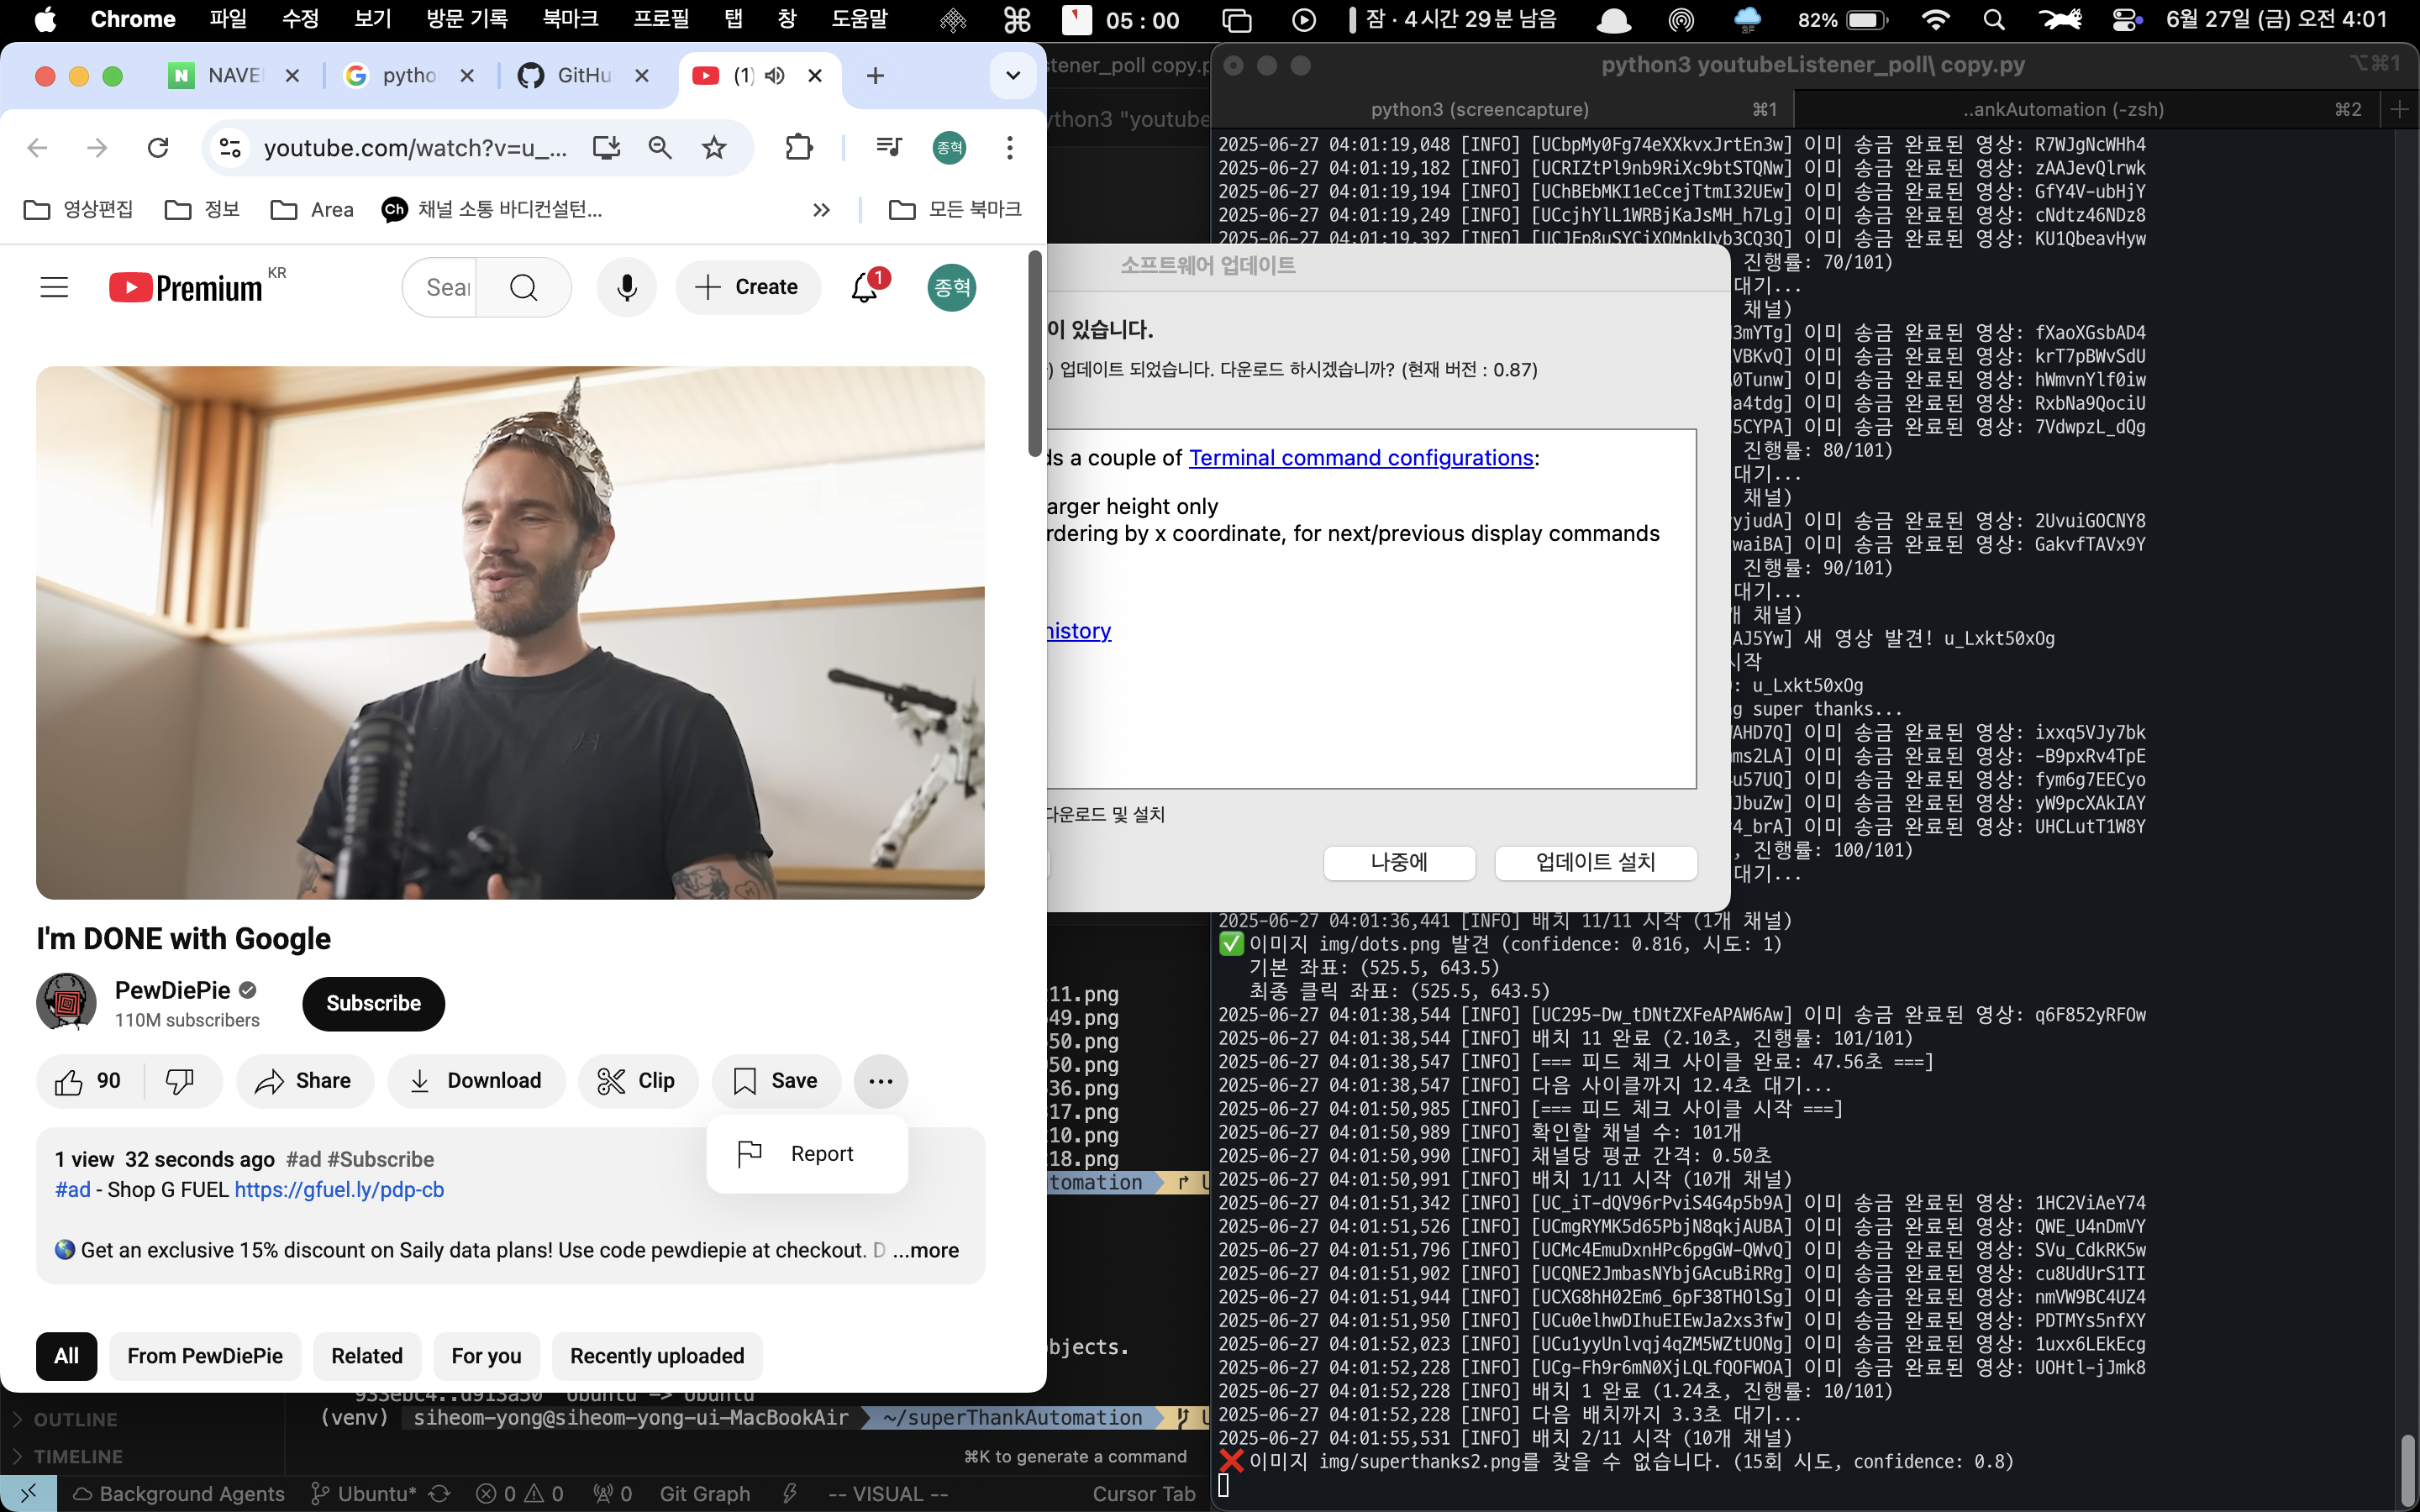 Chrome 파일 수정 보기 방문 기록 북마크 프로필 탭 창 도움말 05 : 00 잠 · 4시간 29분 남음 3F 82% 6월 27일 (금) 오전 4:01
NAVE pytho GitHu (1)
youtube.com/watch?v=u_... 종혁
영상편집 정보 Area Ch 채널 소통 바디컨설턴... 모든 북마크
Premium KR Sear Create 1 종혁
I'm DONE with Google
PewDiePie
110M subscribers
Subscribe
90 Share Download Clip Save
Report
1 view 32 seconds ago #ad #Subscribe
#ad - Shop G FUEL https://gfuel.ly/pdp-cb
Get an exclusive 15% discount on Saily data plans! Use code pewdiepie at checkout. D ...more
All From PewDiePie Related For you Recently uploaded
stener_poll copy.p
ython3 "youtube
소프트웨어 업데이트
이 있습니다.
) 업데이트 되었습니다. 다운로드 하시겠습니까? (현재 버전 : 0.87)
ds a couple of Terminal command configurations:
arger height only
rdering by x coordinate, for next/previous display commands
history
다운로드 및 설치
나중에 업데이트 설치
11.png
49.png
50.png
50.png
36.png
17.png
10.png
18.png
tomation
bjects.
Ubuntu -> Ubuntu
(venv) siheom-yong@siheom-yong-ui-MacBookAir ~/superThankAutomation
⌘K to generate a command
OUTLINE
TIMELINE
Background Agents Ubuntu* 0 0 0 Git Graph -- VISUAL -- Cursor Tab
python3 youtubeListener_poll\ copy.py ⌥⌘1
python3 (screencapture) ⌘1 ..ankAutomation (-zsh) ⌘2
2025-06-27 04:01:19,048 [INFO] [UCbpMy0Fg74eXXkvxJrtEn3w] 이미 송금 완료된 영상: R7WJgNcWHh4
2025-06-27 04:01:19,182 [INFO] [UCRIZtPl9nb9RiXc9btSTQNw] 이미 송금 완료된 영상: zAAJevQlrwk
2025-06-27 04:01:19,194 [INFO] [UChBEbMKI1eCcejTtmI32UEw] 이미 송금 완료된 영상: GfY4V-ubHjY
2025-06-27 04:01:19,249 [INFO] [UCcjhYlL1WRBjKaJsMH_h7Lg] 이미 송금 완료된 영상: cNdtz46NDz8
2025-06-27 04:01:19,392 [INFO] [UCJFp8uSYCjXOMnkUyb3CQ3Q] 이미 송금 완료된 영상: KU1QbeavHyw
진행률: 70/101)
대기...
채널)
3mYTg] 이미 송금 완료된 영상: fXaoXGsbAD4
VBKvQ] 이미 송금 완료된 영상: krT7pBWvSdU
0Tunw] 이미 송금 완료된 영상: hWmvnYlf0iw
a4tdg] 이미 송금 완료된 영상: RxbNa9QociU
5CYPA] 이미 송금 완료된 영상: 7VdwpzL_dQg
진행률: 80/101)
대기...
채널)
yjudA] 이미 송금 완료된 영상: 2UvuiGOCNY8
waiBA] 이미 송금 완료된 영상: GakvfTAVx9Y
진행률: 90/101)
대기...
개 채널)
AJ5Yw] 새 영상 발견! u_Lxkt50xOg
시작
: u_Lxkt50xOg
g super thanks...
AHD7Q] 이미 송금 완료된 영상: ixxq5VJy7bk
ms2LA] 이미 송금 완료된 영상: -B9pxRv4TpE
u57UQ] 이미 송금 완료된 영상: fym6g7EECyo
JbuZw] 이미 송금 완료된 영상: yW9pcXAkIAY
4_brA] 이미 송금 완료된 영상: UHCLutT1W8Y
, 진행률: 100/101)
대기...
2025-06-27 04:01:36,441 [INFO] 배치 11/11 시작 (1개 채널)
✅ 이미지 img/dots.png 발견 (confidence: 0.816, 시도: 1)
기본 좌표: (525.5, 643.5)
최종 클릭 좌표: (525.5, 643.5)
2025-06-27 04:01:38,544 [INFO] [UC295-Dw_tDNtZXFeAPAW6Aw] 이미 송금 완료된 영상: q6F852yRFOw
2025-06-27 04:01:38,544 [INFO] 배치 11 완료 (2.10초, 진행률: 101/101)
2025-06-27 04:01:38,547 [INFO] [=== 피드 체크 사이클 완료: 47.56초 ===]
2025-06-27 04:01:38,547 [INFO] 다음 사이클까지 12.4초 대기...
2025-06-27 04:01:50,985 [INFO] [=== 피드 체크 사이클 시작 ===]
2025-06-27 04:01:50,989 [INFO] 확인할 채널 수: 101개
2025-06-27 04:01:50,990 [INFO] 채널당 평균 간격: 0.50초
2025-06-27 04:01:50,991 [INFO] 배치 1/11 시작 (10개 채널)
2025-06-27 04:01:51,342 [INFO] [UC_iT-dQV96rPviS4G4p5b9A] 이미 송금 완료된 영상: 1HC2ViAeY74
2025-06-27 04:01:51,526 [INFO] [UCmgRYMK5d65PbjN8qkjAUBA] 이미 송금 완료된 영상: QWE_U4nDmVY
2025-06-27 04:01:51,796 [INFO] [UCMc4EmuDxnHPc6pgGW-QWvQ] 이미 송금 완료된 영상: SVu_CdkRK5w
2025-06-27 04:01:51,902 [INFO] [UCQNE2JmbasNYbjGAcuBiRRg] 이미 송금 완료된 영상: cu8UdUrS1TI
2025-06-27 04:01:51,944 [INFO] [UCXG8hH02Em6_6pF38THOlSg] 이미 송금 완료된 영상: nmVW9BC4UZ4
2025-06-27 04:01:51,950 [INFO] [UCu0elhwDIhuEIEwJa2xs3fw] 이미 송금 완료된 영상: PDTMYs5nfXY
2025-06-27 04:01:52,023 [INFO] [UCu1yyUnlvqj4qZM5WZtUONg] 이미 송금 완료된 영상: 1uxx6LEkEcg
2025-06-27 04:01:52,228 [INFO] [UCg-Fh9r6mN0XjLQLfQOFWOA] 이미 송금 완료된 영상: UOHtl-jJmk8
2025-06-27 04:01:52,228 [INFO] 배치 1 완료 (1.24초, 진행률: 10/101)
2025-06-27 04:01:52,228 [INFO] 다음 배치까지 3.3초 대기...
2025-06-27 04:01:55,531 [INFO] 배치 2/11 시작 (10개 채널)
❌ 이미지 img/superthanks2.png를 찾을 수 없습니다. (15회 시도, confidence: 0.8)